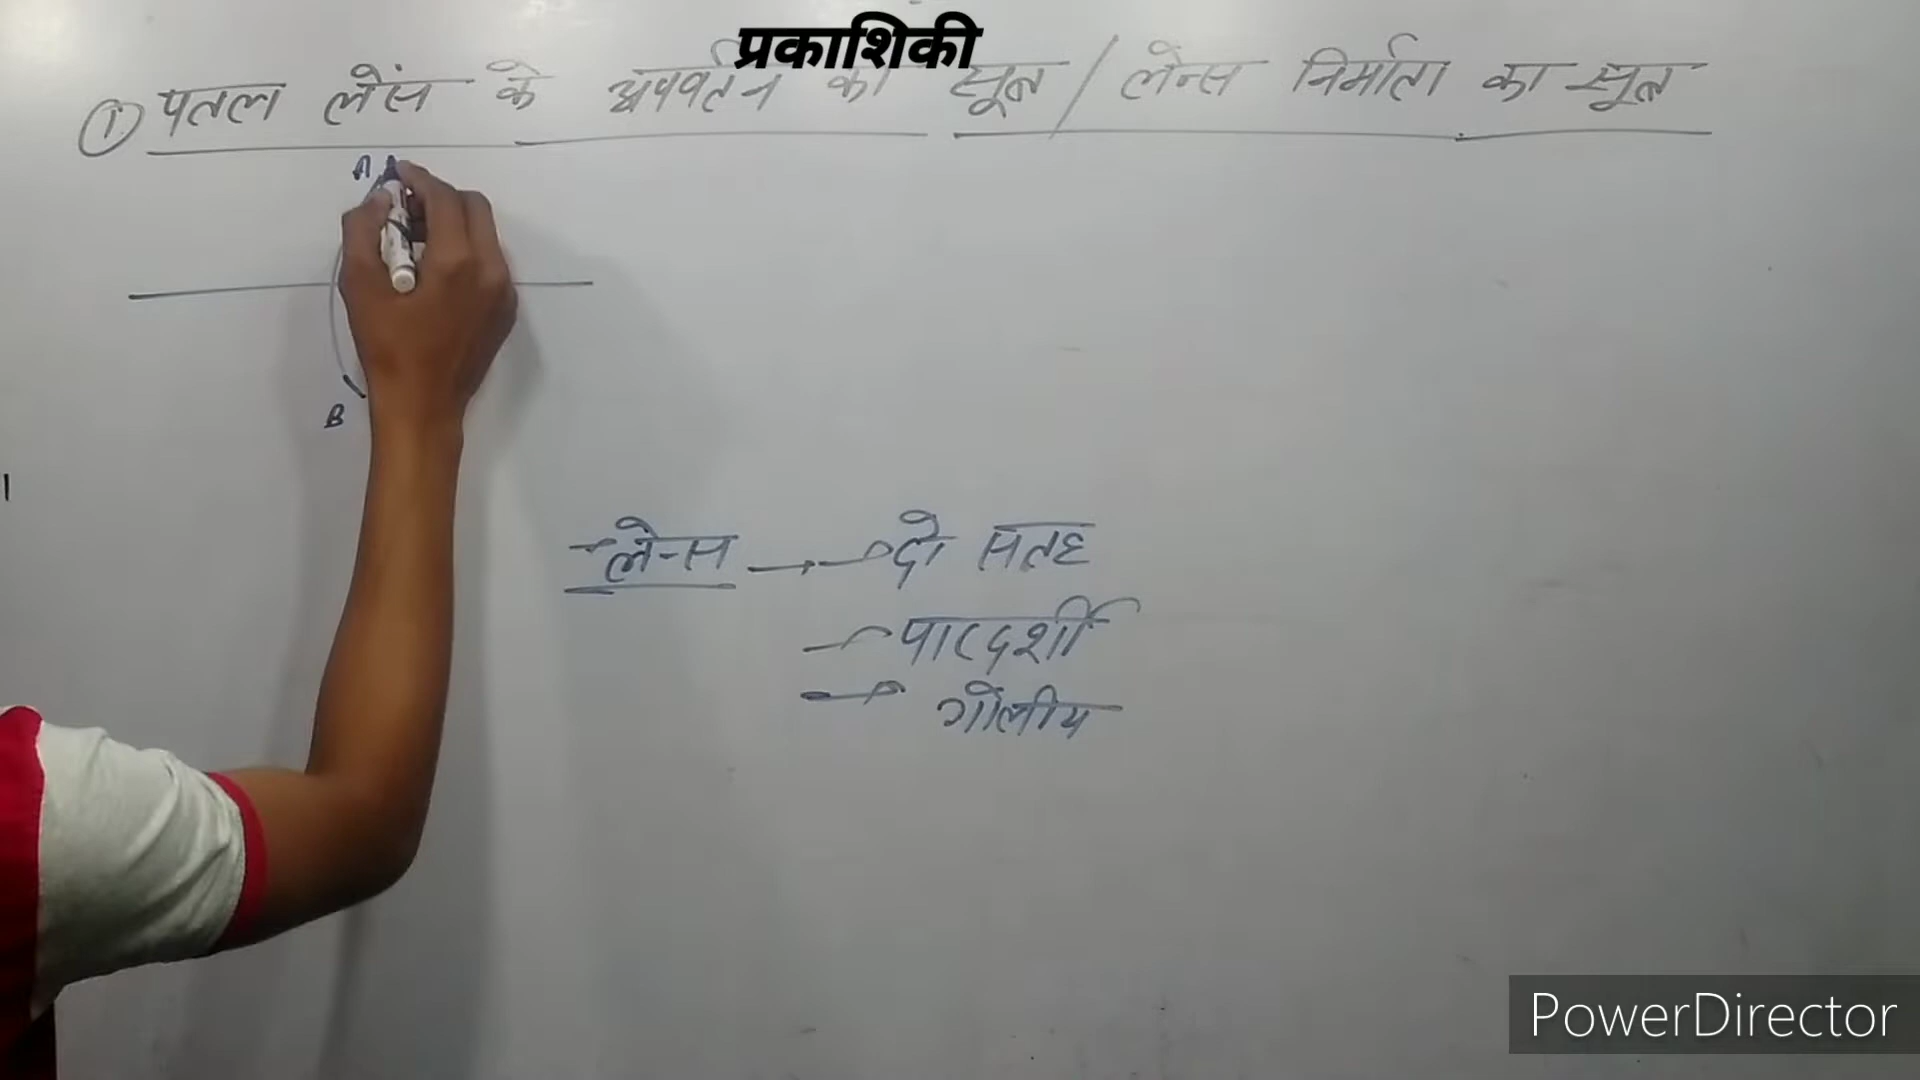 प्रकाशिकी
① पतल लेंस के अपवर्तन का सूत्र / लेन्स निर्माता का सूत्र
A
B
लेन्स → दो सतह
पारदर्शी
गोलीय
PowerDirector